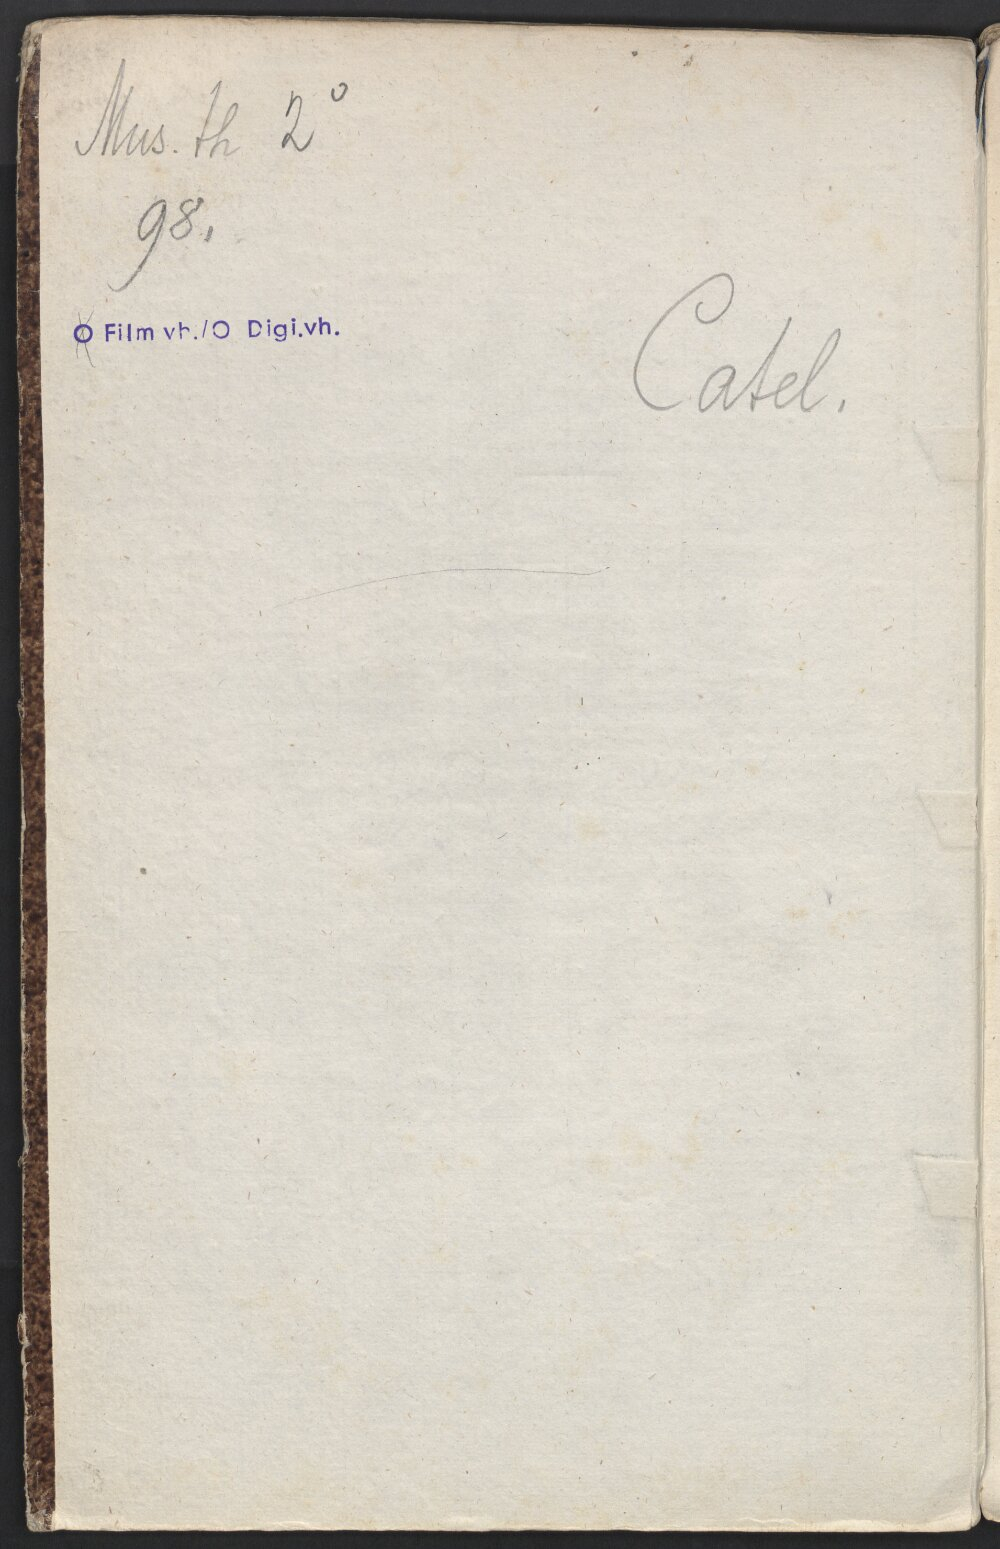 Mus. th 2°
98.
O Film vh./O Digi.vh.
Catel.